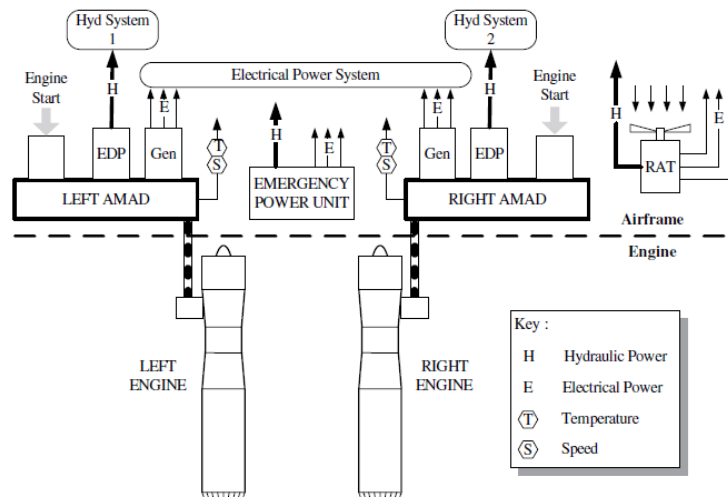 Hyd System
1
Hyd System
2
Engine
Start
Electrical Power System
Engine
Start
H
E
H
E
H
E
H
E
T
S
T
S
EDP
Gen
Gen
EDP
RAT
LEFT AMAD
EMERGENCY
POWER UNIT
RIGHT AMAD
Airframe
Engine
LEFT
ENGINE
RIGHT
ENGINE
Key :
H Hydraulic Power
E Electrical Power
T Temperature
S Speed